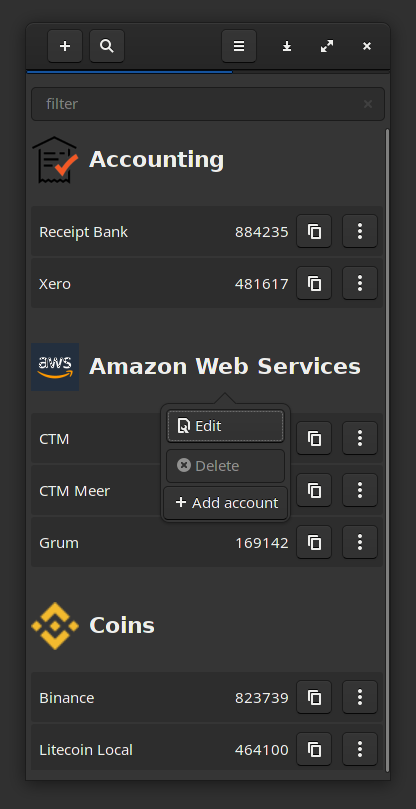 filter
Accounting
Receipt Bank 884235
Xero 481617
aws
Amazon Web Services
Edit
CTM
Delete
CTM Meer
Add account
Grum 169142
Coins
Binance 823739
Litecoin Local 464100